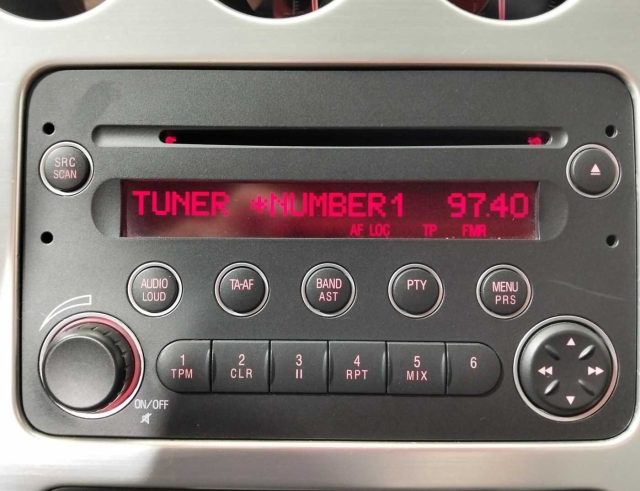 SRC
SCAN
TUNER *NUMBER1 97.40
AF LOC TP FMR
AUDIO
LOUD
TA-AF
BAND
AST
PTY
MENU
PRS
1
TPM
2
CLR
3
II
4
RPT
5
MIX
6
ON/OFF